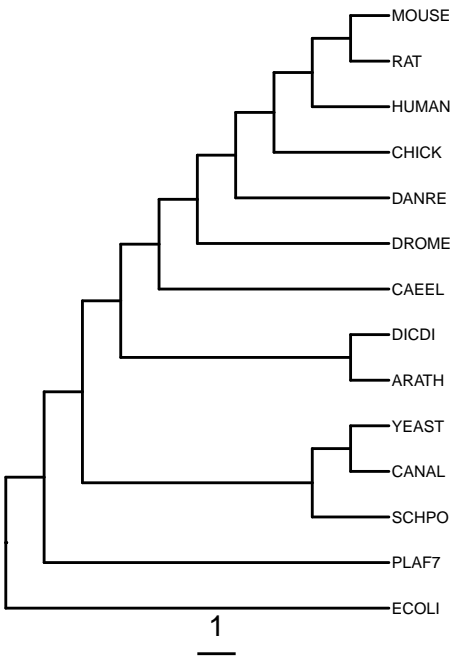 MOUSE
RAT
HUMAN
CHICK
DANRE
DROME
CAEEL
DICDI
ARATH
YEAST
CANAL
SCHPO
PLAF7
ECOLI
1